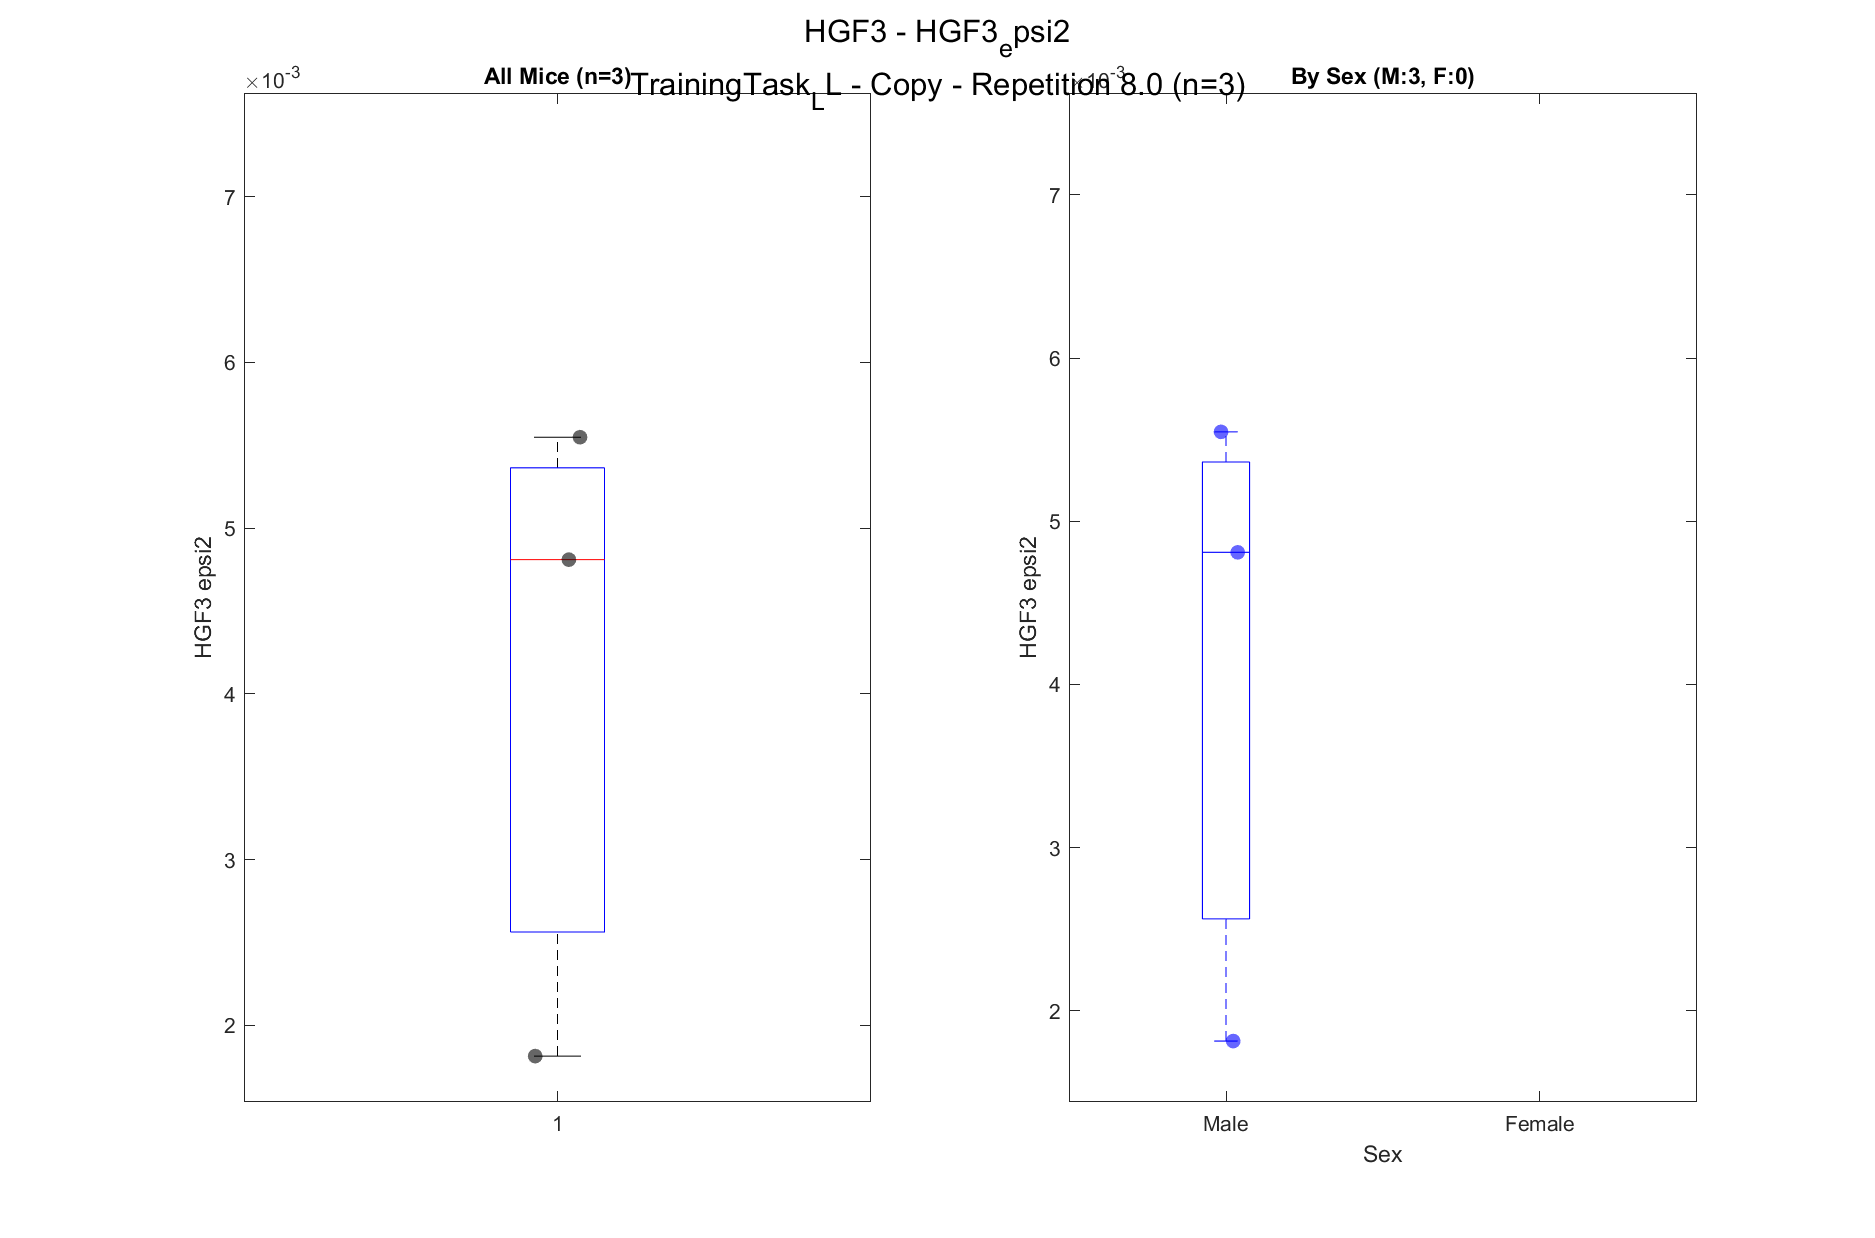 HGF3 - HGF3epsi2
TrainingTaskLL - Copy - Repetition 8.0 (n=3)
All Mice (n=3)
×10-3
7
6
5
4
3
2
HGF3 epsi2
1
By Sex (M:3, F:0)
×10-3
7
6
5
4
3
2
HGF3 epsi2
Male Female
Sex